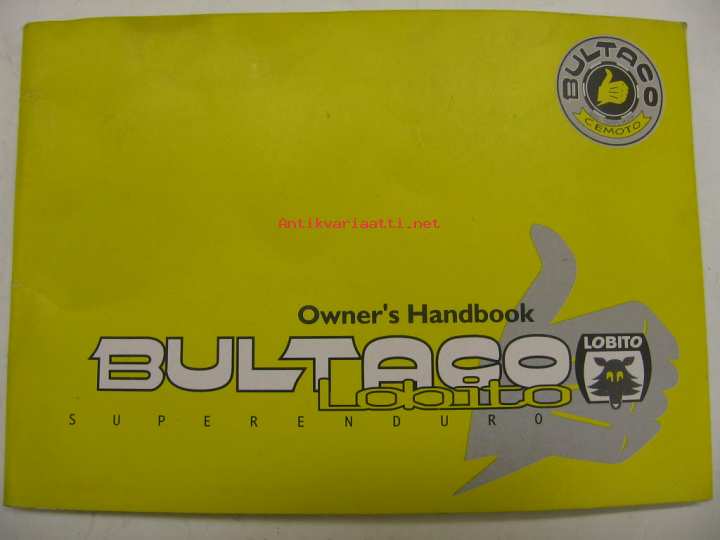 BULTACO
CEMOTO
Antikvariaatti.net
Owner's Handbook
BULTACO
LOBITO
Lobito
SUPERENDURO